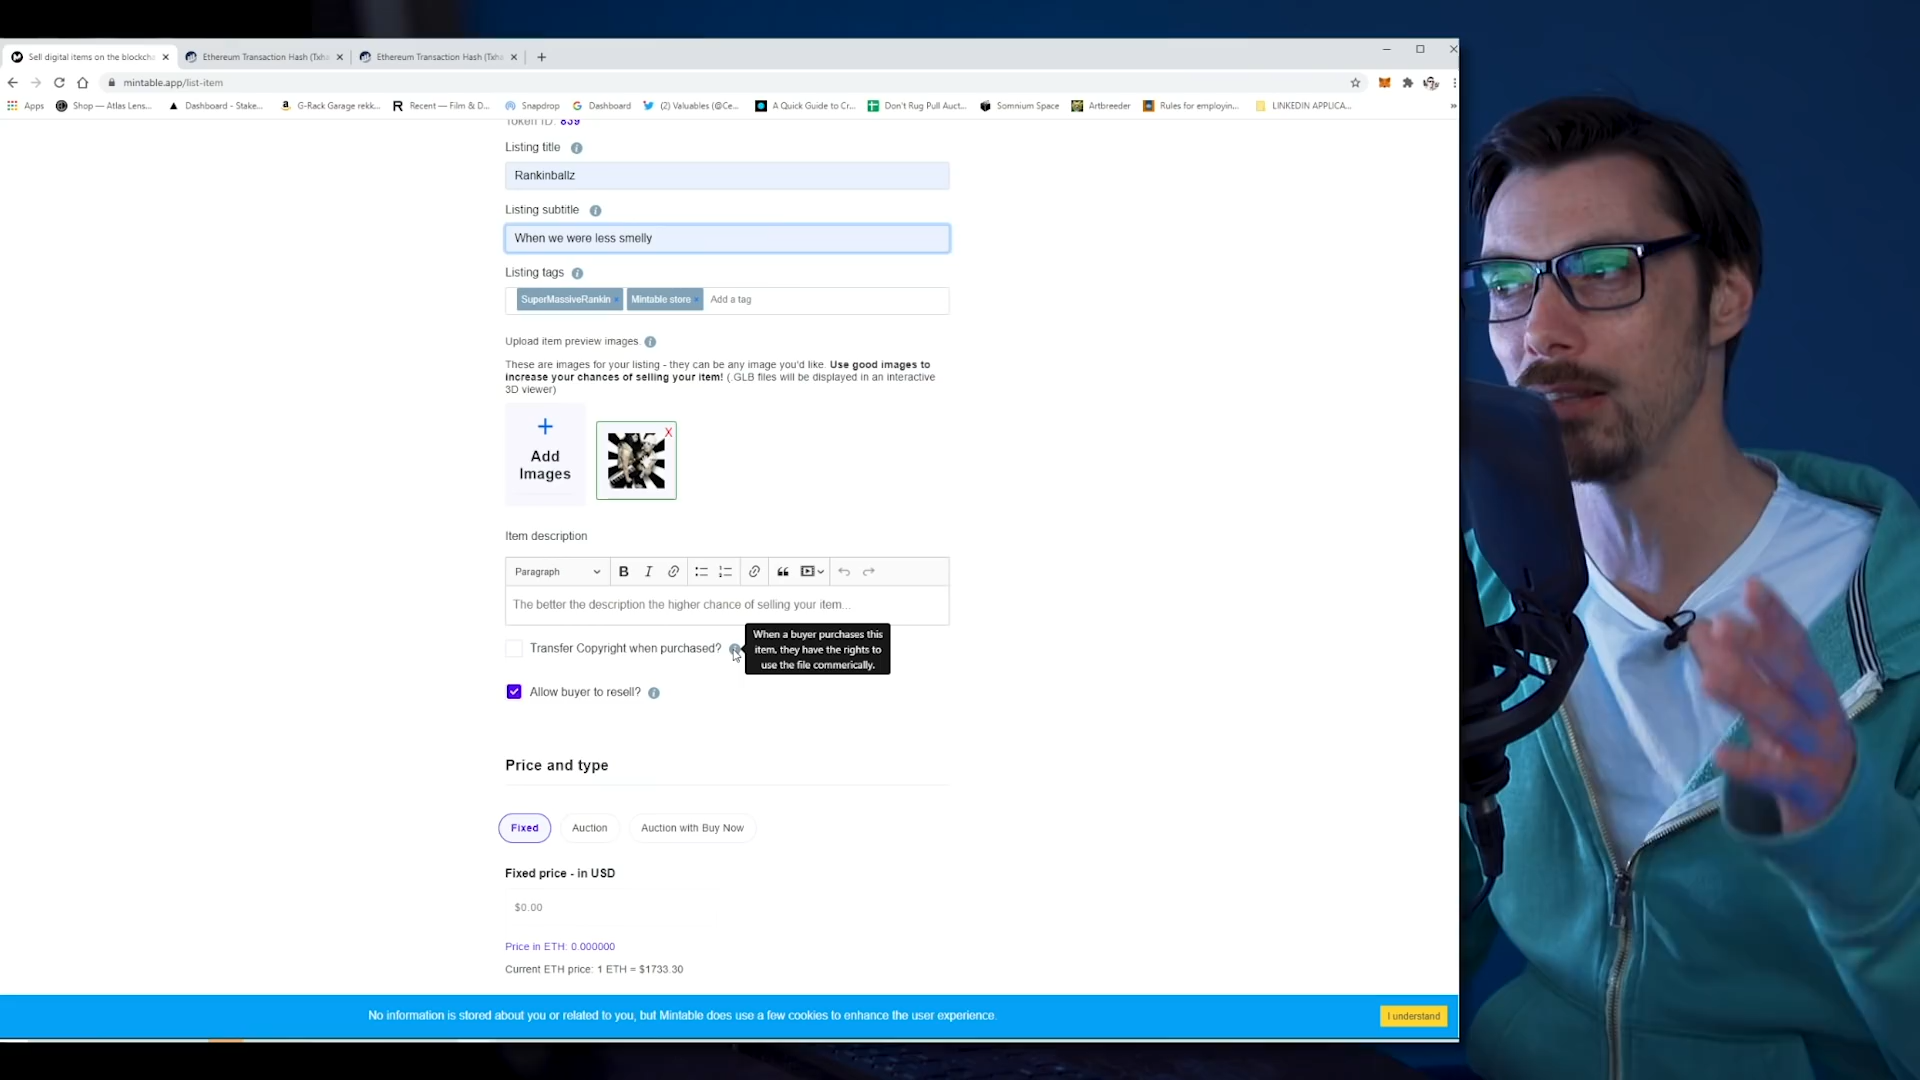 Sell digital items on the blockcha
Ethereum Transaction Hash (Txha
Ethereum Transaction Hash (Txha
mintable.app/list-item
Apps
Shop — Atlas Lens...
Dashboard - Stake...
G-Rack Garage rekk...
Recent — Film & D...
Snapdrop
Dashboard
(2) Valuables (@Ce...
A Quick Guide to Cr...
Don't Rug Pull Auct...
Somnium Space
Artbreeder
Rules for employin...
LINKEDIN APPLICA...
Token ID: 839
Listing title
Rankinballz
Listing subtitle
When we were less smelly
Listing tags
SuperMassiveRankin × Mintable store × Add a tag
Upload item preview images.
These are images for your listing - they can be any image you'd like. Use good images to
increase your chances of selling your item! (.GLB files will be displayed in an interactive
3D viewer)
+
Add
Images
X
Item description
Paragraph B I
The better the description the higher chance of selling your item...
Transfer Copyright when purchased?
When a buyer purchases this
item, they have the rights to
use the file commerically.
Allow buyer to resell?
Price and type
Fixed
Auction
Auction with Buy Now
Fixed price - in USD
$0.00
Price in ETH: 0.000000
Current ETH price: 1 ETH = $1733.30
No information is stored about you or related to you, but Mintable does use a few cookies to enhance the user experience.
I understand